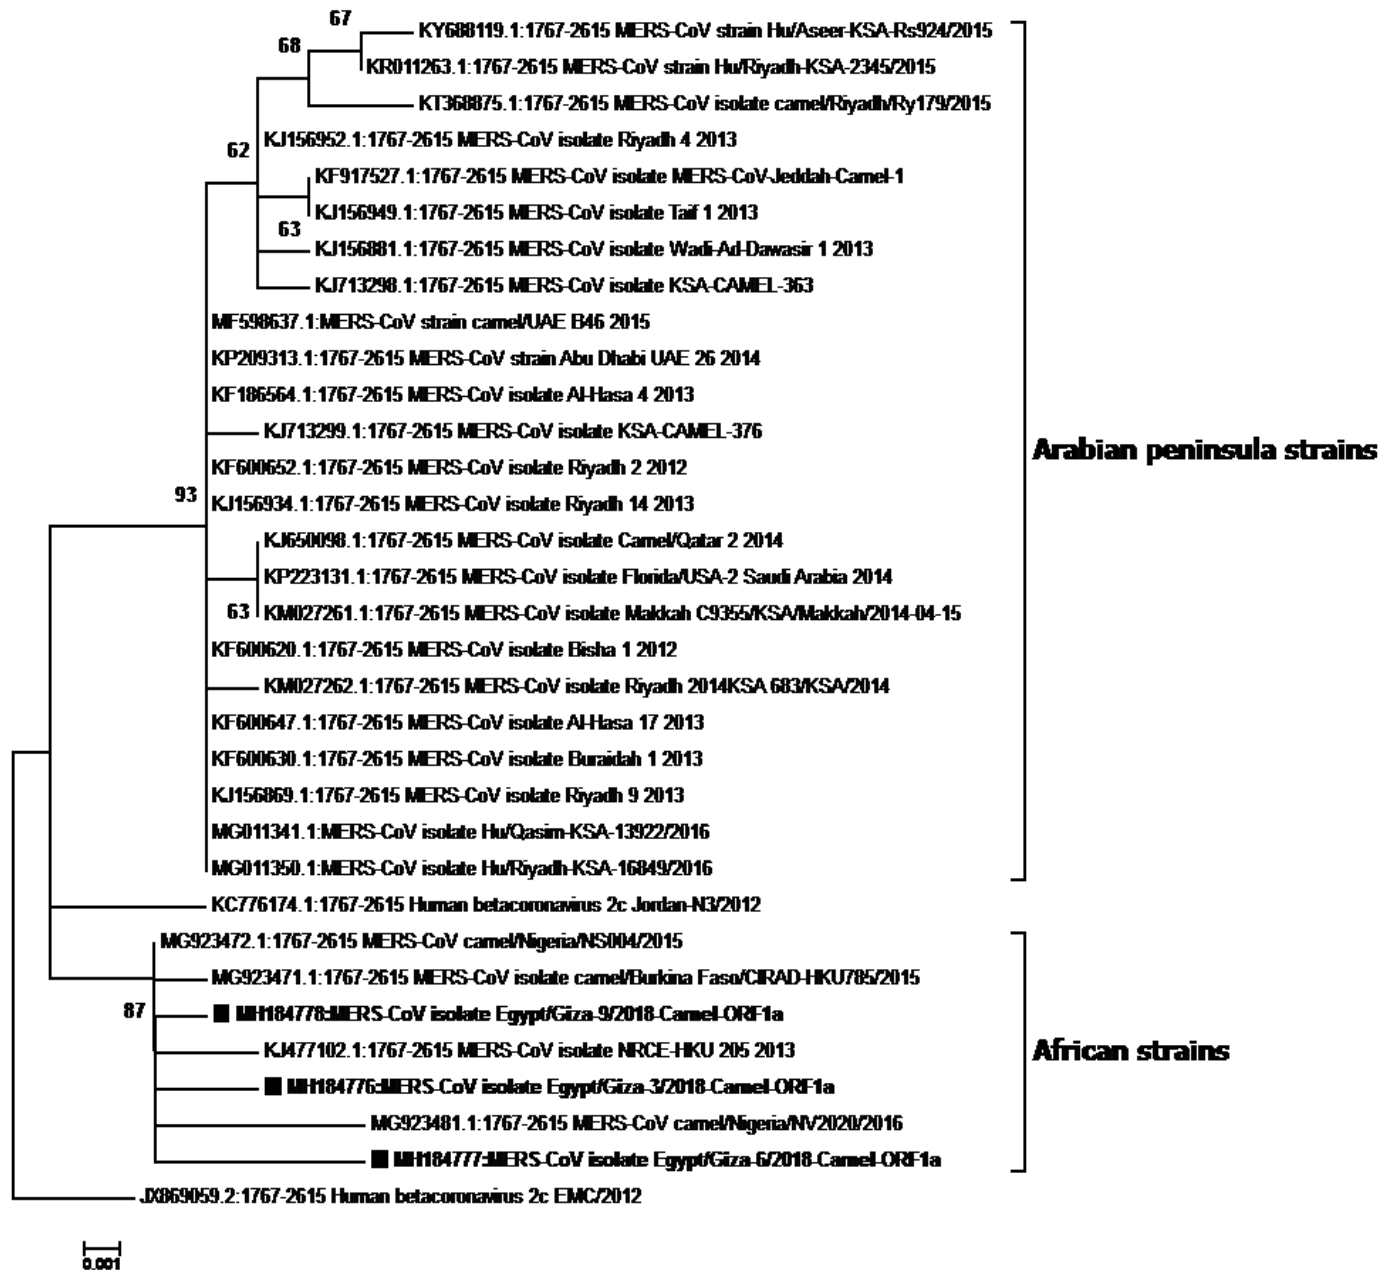 67
KY688119.1:1767-2615 MERS-CoV strain Hu/Aseer-KSA-Rs924/2015
68
KR011263.1:1767-2615 MERS-CoV strain Hu/Riyadh-KSA-2345/2015
KT368875.1:1767-2615 MERS-CoV isolate camel/Riyadh/Ry179/2015
62
KJ156952.1:1767-2615 MERS-CoV isolate Riyadh 4 2013
KF917527.1:1767-2615 MERS-CoV isolate MERS-CoV-Jeddah-Camel-1
KJ156949.1:1767-2615 MERS-CoV isolate Taif 1 2013
63
KJ156881.1:1767-2615 MERS-CoV isolate Wadi-Ad-Dawasir 1 2013
KJ713298.1:1767-2615 MERS-CoV isolate KSA-CAMEL-363
MF598637.1:MERS-CoV strain camel/UAE B46 2015
KP209313.1:1767-2615 MERS-CoV strain Abu Dhabi UAE 26 2014
KF186564.1:1767-2615 MERS-CoV isolate Al-Hasa 4 2013
KJ713299.1:1767-2615 MERS-CoV isolate KSA-CAMEL-376
Arabian peninsula strains
KF600652.1:1767-2615 MERS-CoV isolate Riyadh 2 2012
93
KJ156934.1:1767-2615 MERS-CoV isolate Riyadh 14 2013
KJ650098.1:1767-2615 MERS-CoV isolate Camel/Qatar 2 2014
KP223131.1:1767-2615 MERS-CoV isolate Florida/USA-2 Saudi Arabia 2014
63
KM027261.1:1767-2615 MERS-CoV isolate Makkah C9355/KSA/Makkah/2014-04-15
KF600620.1:1767-2615 MERS-CoV isolate Bisha 1 2012
KM027262.1:1767-2615 MERS-CoV isolate Riyadh 2014KSA 683/KSA/2014
KF600647.1:1767-2615 MERS-CoV isolate Al-Hasa 17 2013
KF600630.1:1767-2615 MERS-CoV isolate Buraidah 1 2013
KJ156869.1:1767-2615 MERS-CoV isolate Riyadh 9 2013
MG011341.1:MERS-CoV isolate Hu/Qasim-KSA-13922/2016
MG011350.1:MERS-CoV isolate Hu/Riyadh-KSA-16849/2016
KC776174.1:1767-2615 Human betacoronavirus 2c Jordan-N3/2012
MG923472.1:1767-2615 MERS-CoV camel/Nigeria/NS004/2015
MG923471.1:1767-2615 MERS-CoV isolate camel/Burkina Faso/CIRAD-HKU785/2015
87
MH184778:MERS-CoV isolate Egypt/Giza-9/2018-Camel-ORF1a
KJ477102.1:1767-2615 MERS-CoV isolate NRCE-HKU 205 2013
African strains
MH184776:MERS-CoV isolate Egypt/Giza-3/2018-Camel-ORF1a
MG923481.1:1767-2615 MERS-CoV camel/Nigeria/NV2020/2016
MH184777:MERS-CoV isolate Egypt/Giza-6/2018-Camel-ORF1a
JX869059.2:1767-2615 Human betacoronavirus 2c EMC/2012
0.001